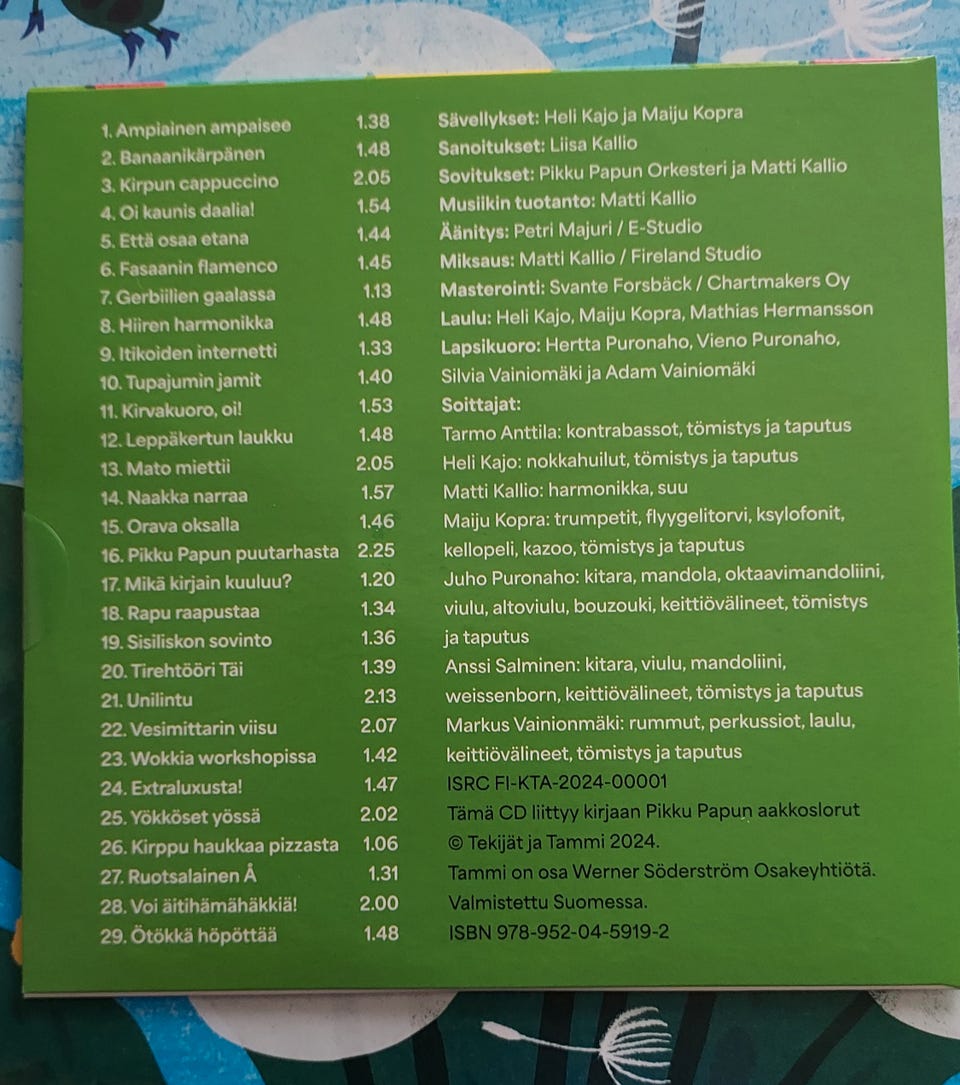 1. Ampiainen ampaisee 1.38
2. Banaanikärpänen 1.48
3. Kirpun cappuccino 2.05
4. Oi kaunis daalia! 1.54
5. Että osaa etana 1.44
6. Fasaanin flamenco 1.45
7. Gerbiilien gaalassa 1.13
8. Hiiren harmonikka 1.48
9. Itikoiden internetti 1.33
10. Tupajumin jamit 1.40
11. Kirvakuoro, oi! 1.53
12. Leppäkertun laukku 1.48
13. Mato miettii 2.05
14. Naakka narraa 1.57
15. Orava oksalla 1.46
16. Pikku Papun puutarhasta 2.25
17. Mikä kirjain kuuluu? 1.20
18. Rapu raapustaa 1.34
19. Sisiliskon sovinto 1.36
20. Tirehtööri Täi 1.39
21. Unilintu 2.13
22. Vesimittarin viisu 2.07
23. Wokkia workshopissa 1.42
24. Extraluxusta! 1.47
25. Yökköset yössä 2.02
26. Kirppu haukkaa pizzasta 1.06
27. Ruotsalainen Å 1.31
28. Voi äitihämähäkkiä! 2.00
29. Ötökkä höpöttää 1.48
Sävellykset: Heli Kajo ja Maiju Kopra
Sanoitukset: Liisa Kallio
Sovitukset: Pikku Papun Orkesteri ja Matti Kallio
Musiikin tuotanto: Matti Kallio
Äänitys: Petri Majuri / E-Studio
Miksaus: Matti Kallio / Fireland Studio
Masterointi: Svante Forsbäck / Chartmakers Oy
Laulu: Heli Kajo, Maiju Kopra, Mathias Hermansson
Lapsikuoro: Hertta Puronaho, Vieno Puronaho,
Silvia Vainiomäki ja Adam Vainiomäki
Soittajat:
Tarmo Anttila: kontrabassot, tömistys ja taputus
Heli Kajo: nokkahuilut, tömistys ja taputus
Matti Kallio: harmonikka, suu
Maiju Kopra: trumpetit, flyygelitorvi, ksylofonit,
kellopeli, kazoo, tömistys ja taputus
Juho Puronaho: kitara, mandola, oktaavimandoliini,
viulu, altoviulu, bouzouki, keittiövälineet, tömistys
ja taputus
Anssi Salminen: kitara, viulu, mandoliini,
weissenborn, keittiövälineet, tömistys ja taputus
Markus Vainionmäki: rummut, perkussiot, laulu,
keittiövälineet, tömistys ja taputus
ISRC FI-KTA-2024-00001
Tämä CD liittyy kirjaan Pikku Papun aakkoslorut
© Tekijät ja Tammi 2024.
Tammi on osa Werner Söderström Osakeyhtiötä.
Valmistettu Suomessa.
ISBN 978-952-04-5919-2